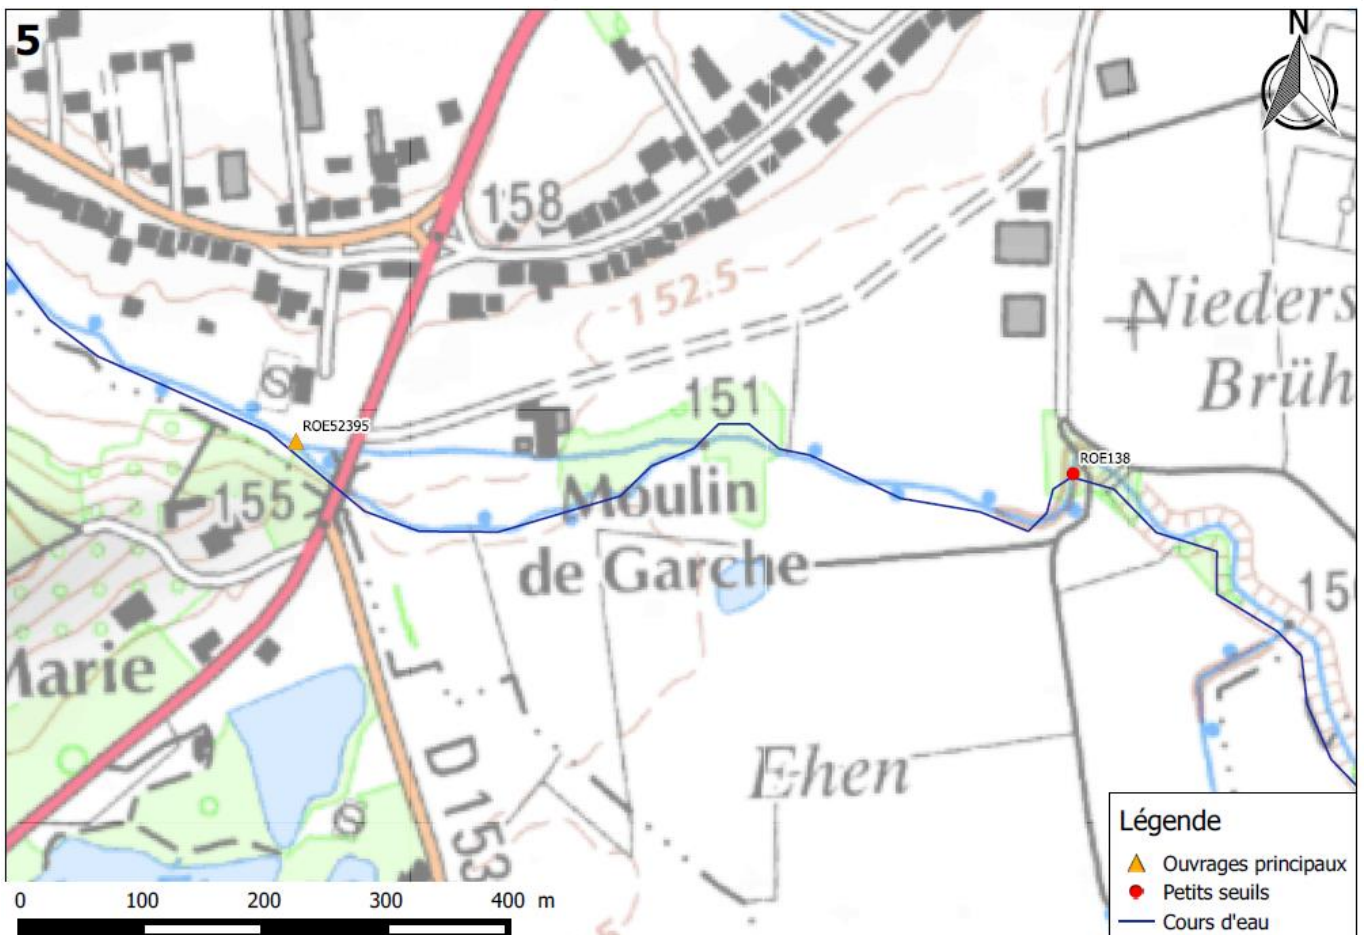 5
N
158
152.5
Nieders
Brüh
151
ROE52395
ROE138
155
Moulin
de Garche
15
Marie
Ehen
D 153
Légende
Ouvrages principaux
Petits seuils
Cours d'eau
0 100 200 300 400 m